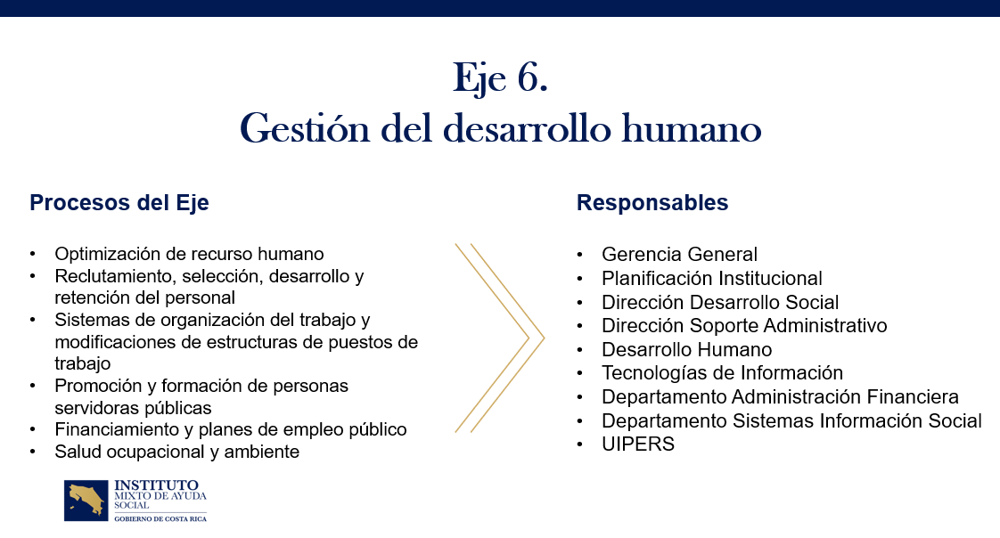 Eje 6.
Gestión del desarrollo humano
Procesos del Eje
• Optimización de recurso humano
• Reclutamiento, selección, desarrollo y
retención del personal
• Sistemas de organización del trabajo y
modificaciones de estructuras de puestos de
trabajo
• Promoción y formación de personas
servidoras públicas
• Financiamiento y planes de empleo público
• Salud ocupacional y ambiente
Responsables
• Gerencia General
• Planificación Institucional
• Dirección Desarrollo Social
• Dirección Soporte Administrativo
• Desarrollo Humano
• Tecnologías de Información
• Departamento Administración Financiera
• Departamento Sistemas Información Social
• UIPERS
INSTITUTO
MIXTO DE AYUDA
SOCIAL
GOBIERNO DE COSTA RICA